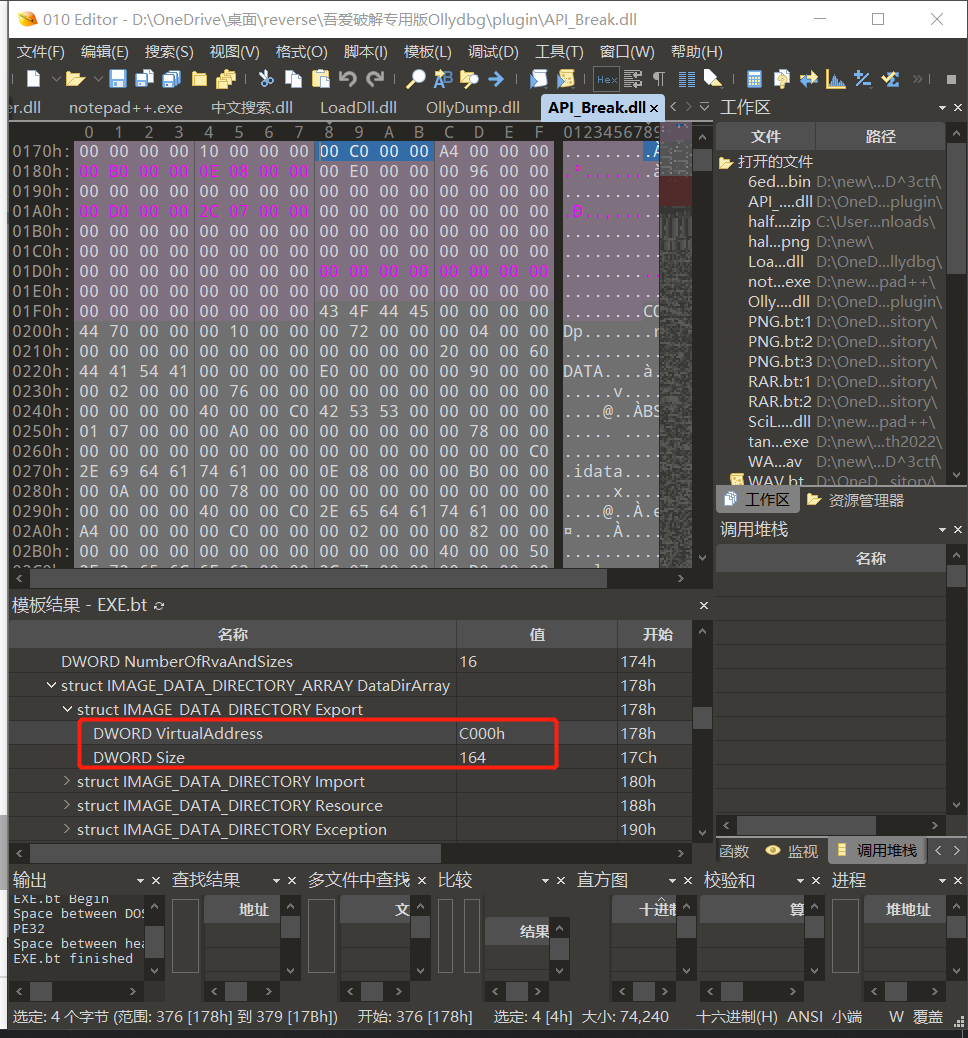 010 Editor - D:\OneDrive\桌面\reverse\吾爱破解专用版Ollydbg\plugin\API_Break.dll
文件(F) 编辑(E) 搜索(S) 视图(V) 格式(O) 脚本(I) 模板(L) 调试(D) 工具(T) 窗口(W) 帮助(H)
Hex
er.dll notepad++.exe 中文搜索.dll LoadDll.dll OllyDump.dll API_Break.dll
0 1 2 3 4 5 6 7 8 9 A B C D E F 0123456789
0170h: 00 00 00 00 10 00 00 00 00 C0 00 00 A4 00 00 00 .........À
0180h: 00 B0 00 00 0E 08 00 00 00 E0 00 00 00 96 00 00 .°.......à
0190h: 00 00 00 00 00 00 00 00 00 00 00 00 00 00 00 00 ..........
01A0h: 00 D0 00 00 2C 07 00 00 00 00 00 00 00 00 00 00 .Ð..,.....
01B0h: 00 00 00 00 00 00 00 00 00 00 00 00 00 00 00 00 ..........
01C0h: 00 00 00 00 00 00 00 00 00 00 00 00 00 00 00 00 ..........
01D0h: 00 00 00 00 00 00 00 00 00 00 00 00 00 00 00 00 ..........
01E0h: 00 00 00 00 00 00 00 00 00 00 00 00 00 00 00 00 ..........
01F0h: 00 00 00 00 00 00 00 00 43 4F 44 45 00 00 00 00 ........CO
0200h: 44 70 00 00 00 10 00 00 00 72 00 00 00 04 00 00 Dp.......r
0210h: 00 00 00 00 00 00 00 00 00 00 00 00 20 00 00 60 ..........
0220h: 44 41 54 41 00 00 00 00 E0 00 00 00 00 90 00 00 DATA....à.
0230h: 00 02 00 00 00 76 00 00 00 00 00 00 00 00 00 00 .....v....
0240h: 00 00 00 00 40 00 00 C0 42 53 53 00 00 00 00 00 ....@..ÀBS
0250h: 01 07 00 00 00 A0 00 00 00 00 00 00 00 78 00 00 ..........
0260h: 00 00 00 00 00 00 00 00 00 00 00 00 00 00 00 C0 ..........
0270h: 2E 69 64 61 74 61 00 00 0E 08 00 00 00 B0 00 00 .idata....
0280h: 00 0A 00 00 00 78 00 00 00 00 00 00 00 00 00 00 .....x....
0290h: 00 00 00 00 40 00 00 C0 2E 65 64 61 74 61 00 00 ....@..À.e
02A0h: A4 00 00 00 00 C0 00 00 00 02 00 00 00 82 00 00 ¤....À....
02B0h: 00 00 00 00 00 00 00 00 00 00 00 00 40 00 00 50 ..........
工作区
文件 路径
打开的文件
6ed...bin D:\new\...D^3ctf\
API_....dll D:\OneD...plugin\
half....zip C:\User...nloads\
hal...png D:\new\
Loa...dll D:\OneD...llydbg\
not...exe D:\new...pad++\
Olly....dll D:\OneD...plugin\
PNG.bt:1 D:\OneD...sitory\
PNG.bt:2 D:\OneD...sitory\
PNG.bt:3 D:\OneD...sitory\
RAR.bt:1 D:\OneD...sitory\
RAR.bt:2 D:\OneD...sitory\
SciL....dll D:\new...pad++\
tan...exe D:\new...th2022\
WA...av D:\new\...D^3ctf\
WAV.bt D:\OneD...sitory\
工作区 资源管理器
调用堆栈
名称
函数 监视 调用堆栈
模板结果 - EXE.bt
名称 值 开始
DWORD NumberOfRvaAndSizes 16 174h
struct IMAGE_DATA_DIRECTORY_ARRAY DataDirArray 178h
struct IMAGE_DATA_DIRECTORY Export 178h
DWORD VirtualAddress C000h 178h
DWORD Size 164 17Ch
struct IMAGE_DATA_DIRECTORY Import 180h
struct IMAGE_DATA_DIRECTORY Resource 188h
struct IMAGE_DATA_DIRECTORY Exception 190h
输出 查找结果 多文件中查找 比较 直方图 校验和 进程
EXE.bt Begin
Space between DOS
PE32
Space between hea
EXE.bt finished
地址 文 结果 十进制 算 堆地址
选定: 4 个字节 (范围: 376 [178h] 到 379 [17Bh]) 开始: 376 [178h] 选定: 4 [4h] 大小: 74,240 十六进制(H) ANSI 小端 W 覆盖